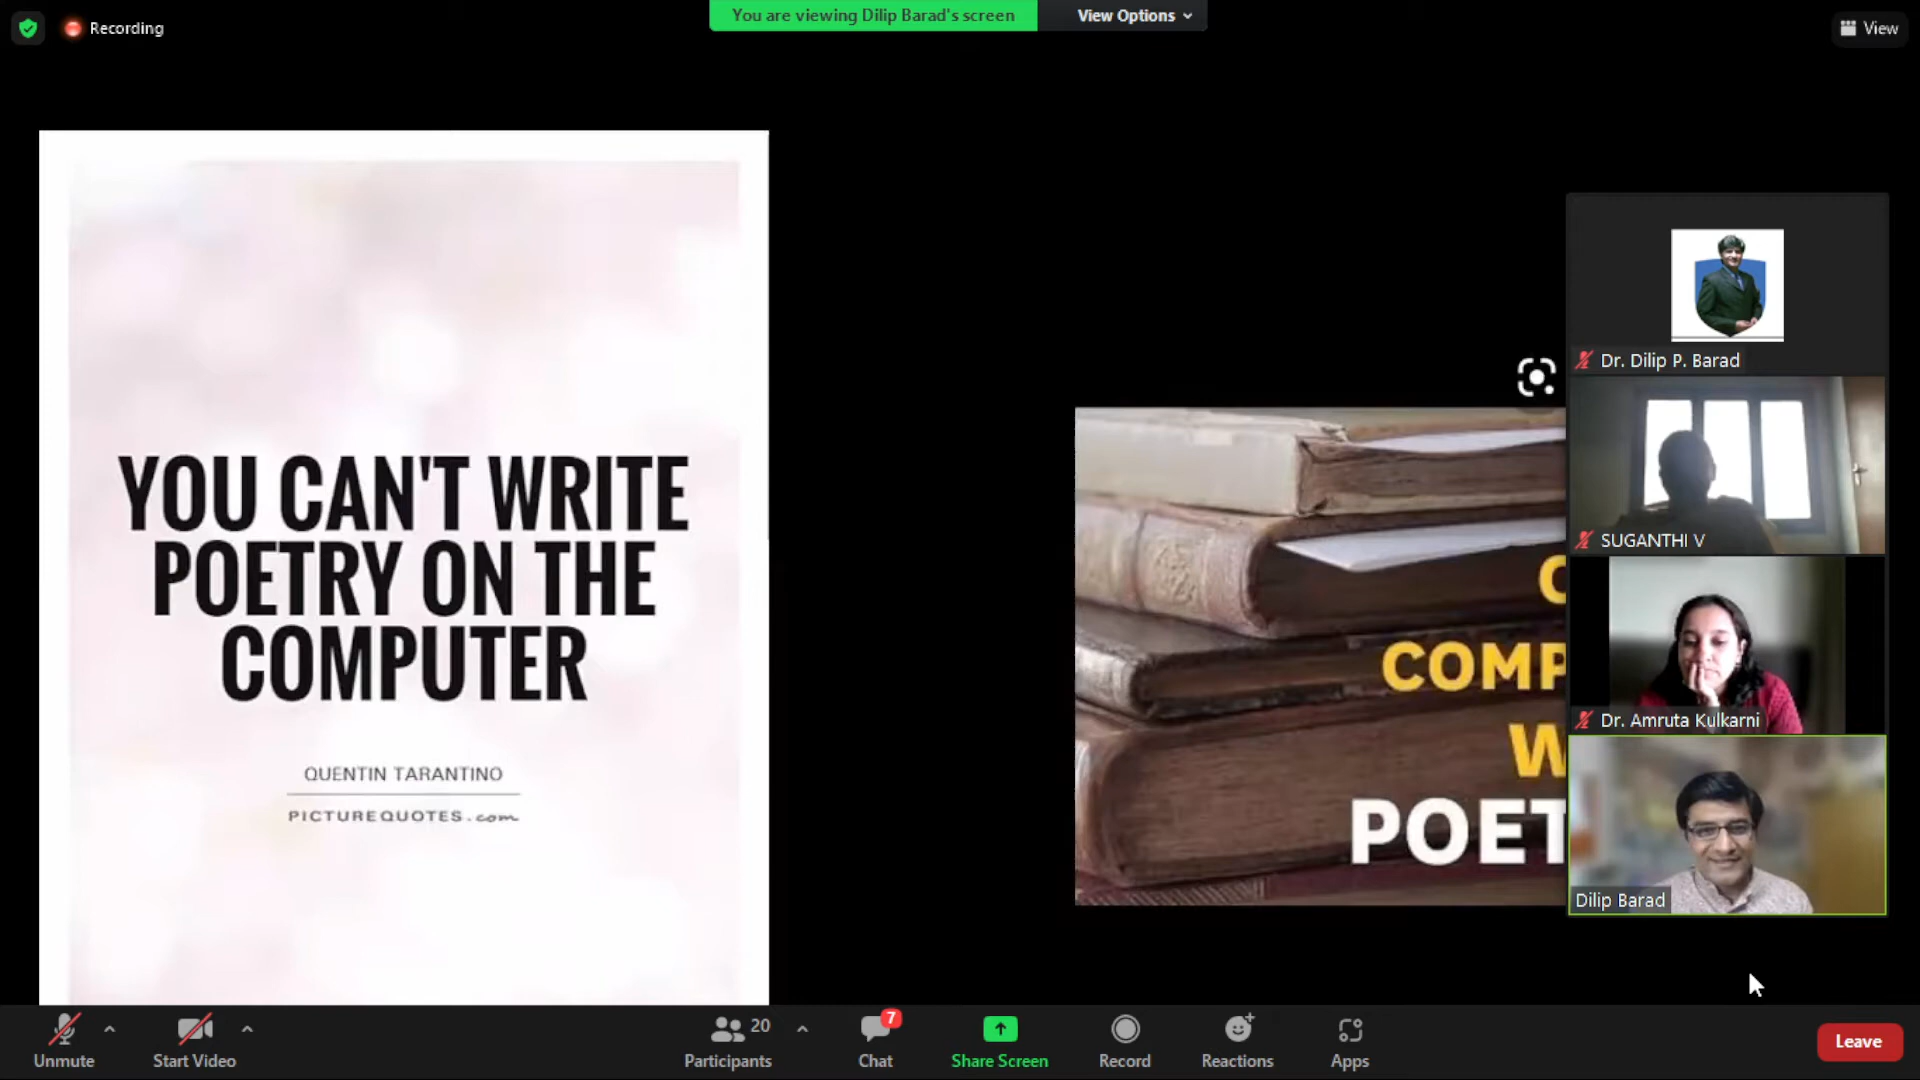 Recording
You are viewing Dilip Barad's screen
View Options
View
YOU CAN'T WRITE
POETRY ON THE
COMPUTER
QUENTIN TARANTINO
PICTUREQUOTES.com
C
COMP
W
POET
Dr. Dilip P. Barad
SUGANTHI V
Dr. Amruta Kulkarni
Dilip Barad
Unmute
Start Video
20
Participants
7
Chat
Share Screen
Record
Reactions
Apps
Leave